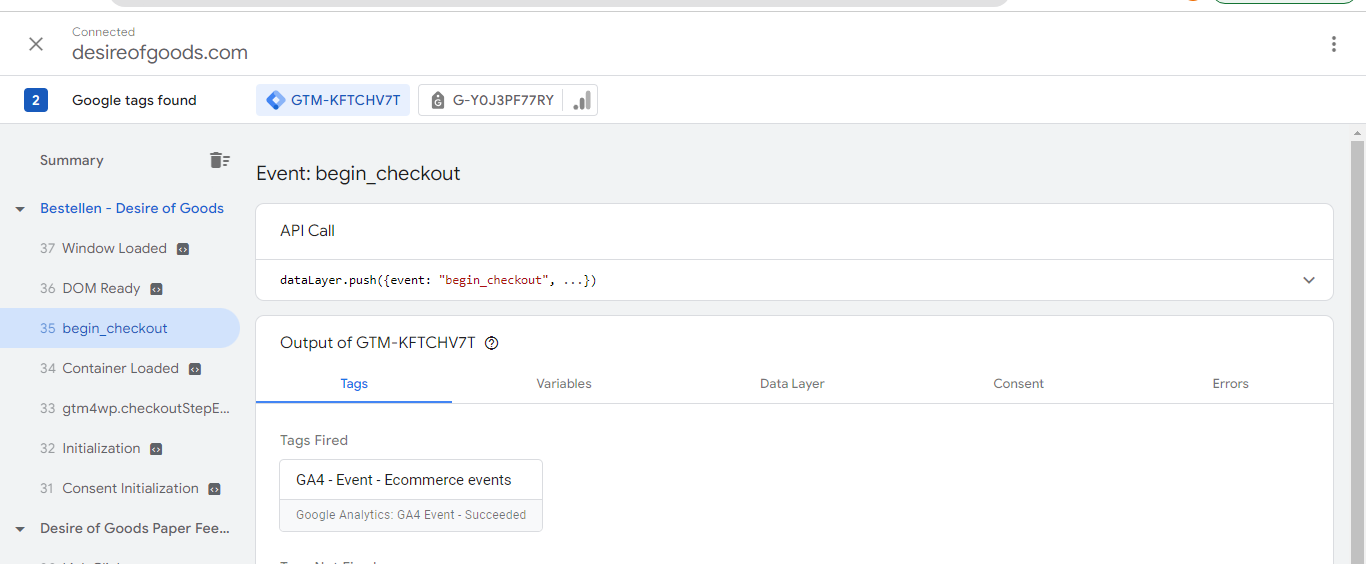 Connected
desireofgoods.com
2 Google tags found GTM-KFTCHV7T G-Y0J3PF77RY
Summary
Bestellen - Desire of Goods
37 Window Loaded
36 DOM Ready
35 begin_checkout
34 Container Loaded
33 gtm4wp.checkoutStepE...
32 Initialization
31 Consent Initialization
Desire of Goods Paper Fee...
Event: begin_checkout
API Call
dataLayer.push({event: "begin_checkout", ...})
Output of GTM-KFTCHV7T
Tags Variables Data Layer Consent Errors
Tags Fired
GA4 - Event - Ecommerce events
Google Analytics: GA4 Event - Succeeded